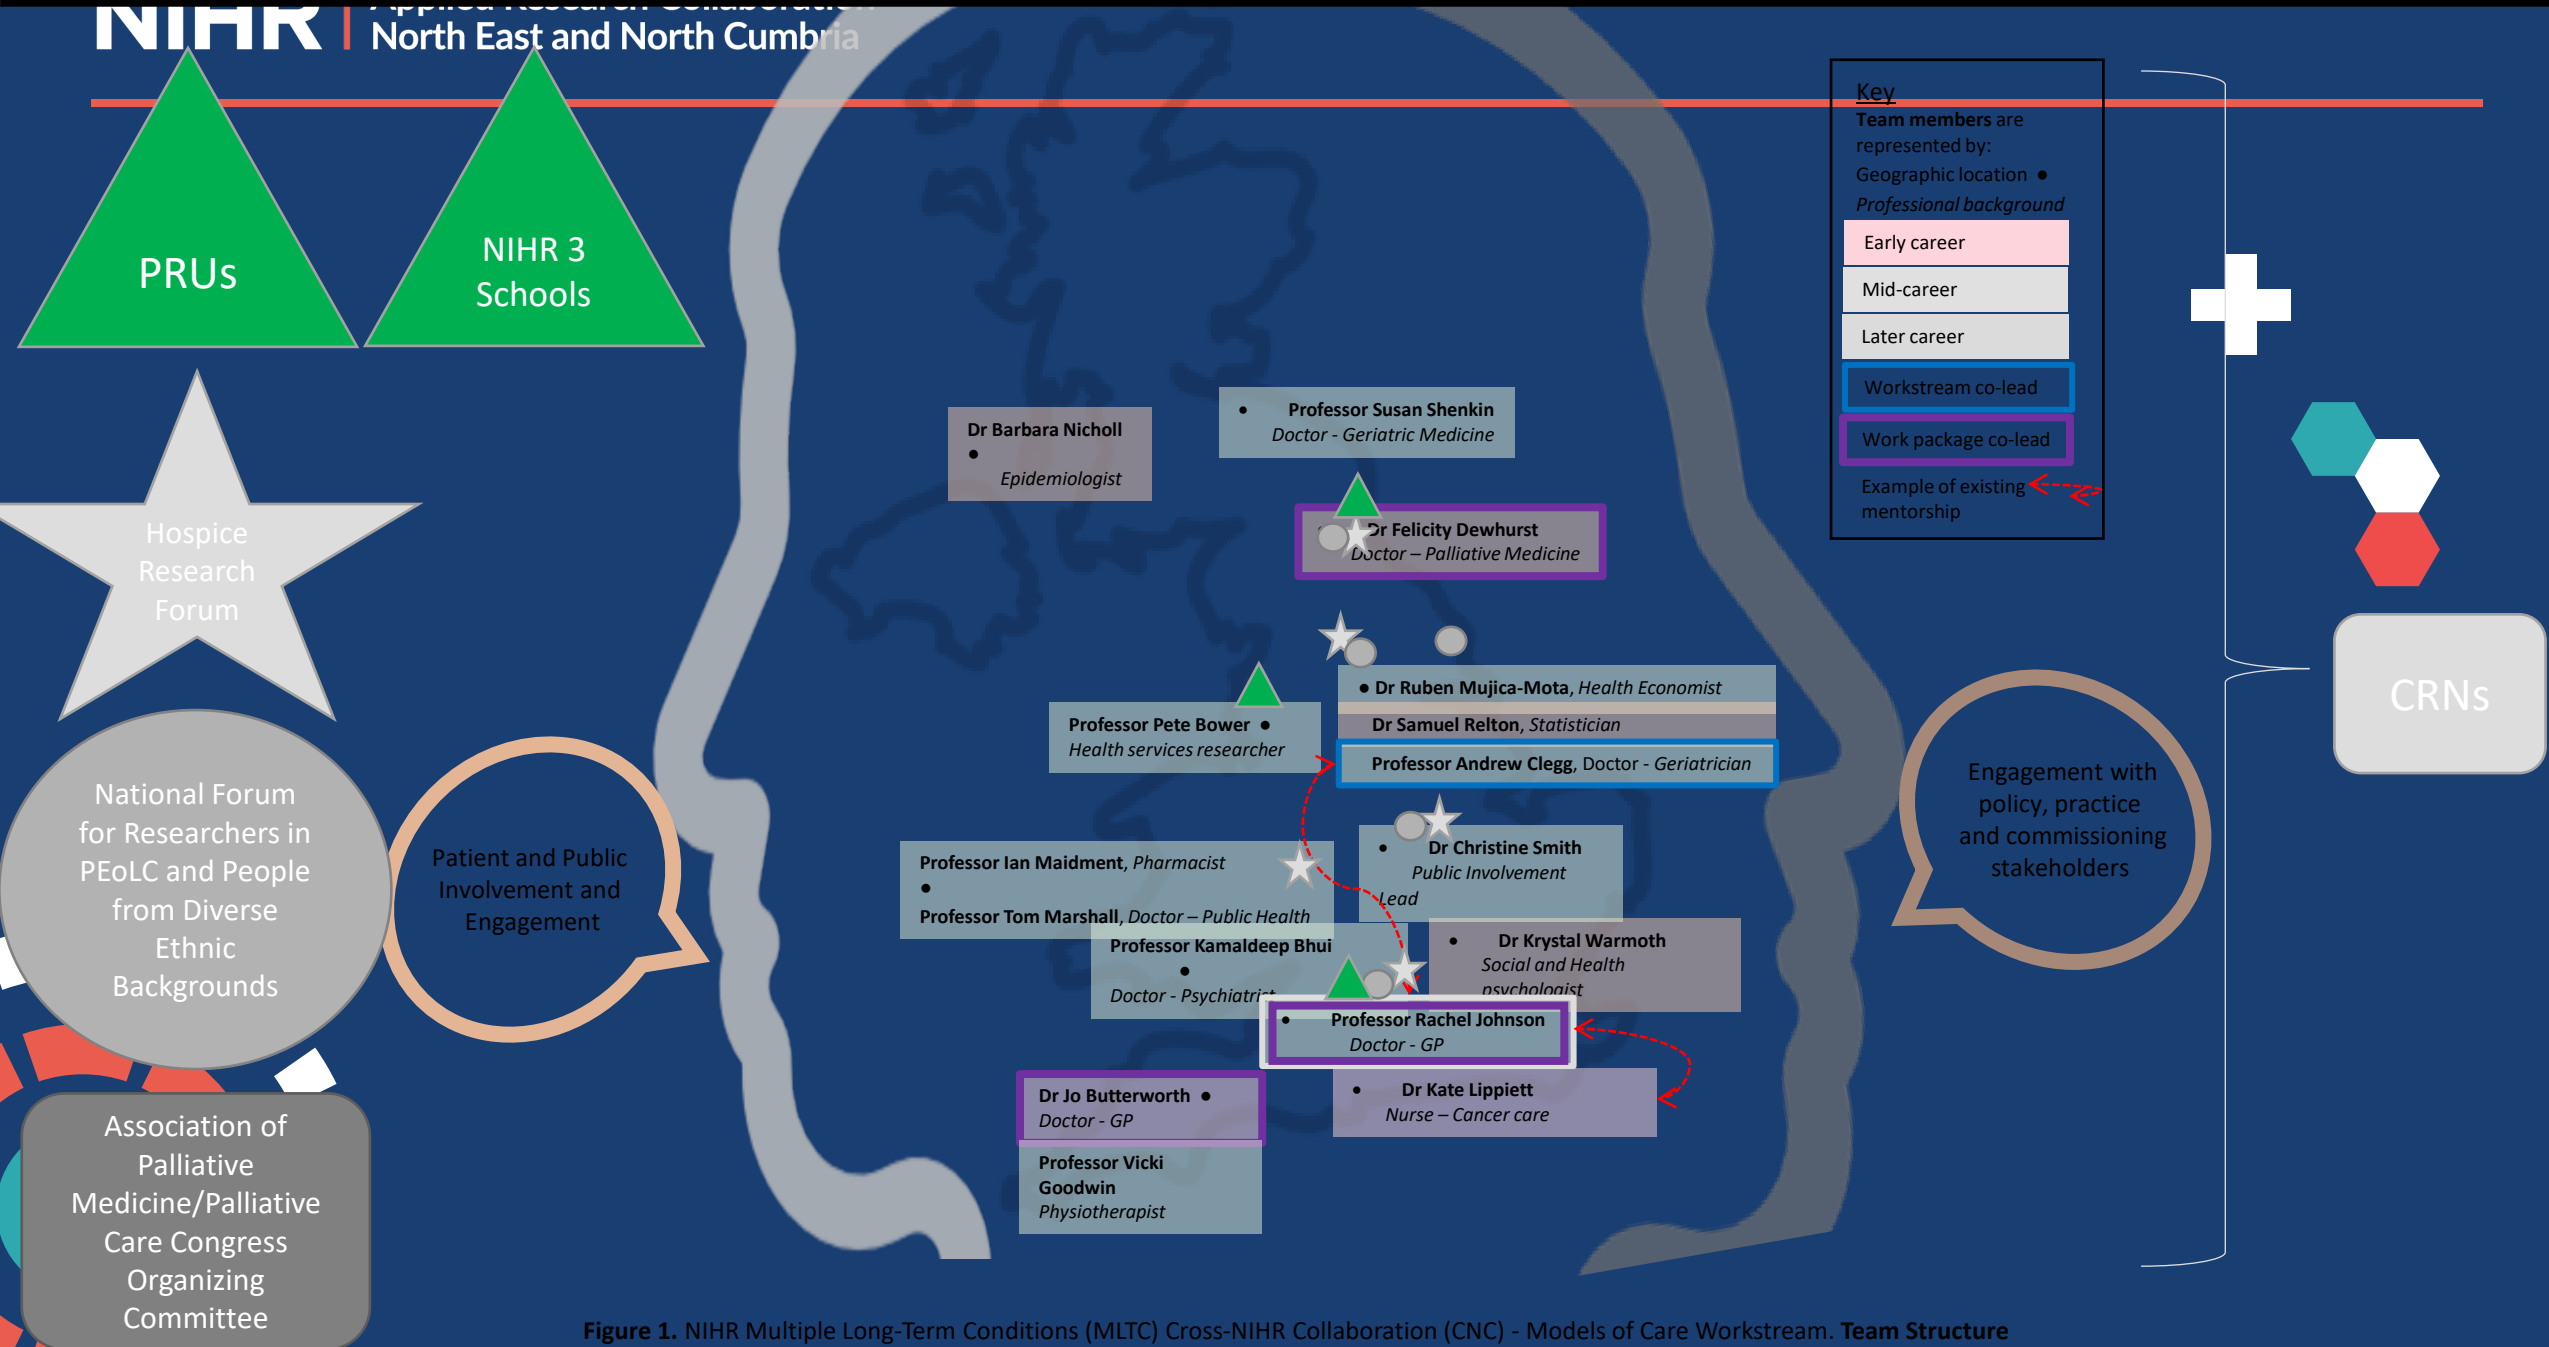 NIHR
Applied Research Collaboration
North East and North Cumbria
PRUs
NIHR 3
Schools
Hospice
Research
Forum
National Forum
for Researchers in
PEoLC and People
from Diverse
Ethnic
Backgrounds
Association of
Palliative
Medicine/Palliative
Care Congress
Organizing
Committee
Patient and Public
Involvement and
Engagement
Dr Barbara Nicholl
●
Epidemiologist
● Professor Susan Shenkin
Doctor - Geriatric Medicine
Dr Felicity Dewhurst
Doctor – Palliative Medicine
● Dr Ruben Mujica-Mota, Health Economist
Dr Samuel Relton, Statistician
Professor Andrew Clegg, Doctor - Geriatrician
Professor Pete Bower ●
Health services researcher
Professor Ian Maidment, Pharmacist
●
Professor Tom Marshall, Doctor – Public Health
● Dr Christine Smith
Public Involvement
Lead
Professor Kamaldeep Bhui
●
Doctor - Psychiatrist
● Dr Krystal Warmoth
Social and Health
psychologist
● Professor Rachel Johnson
Doctor - GP
Dr Jo Butterworth ●
Doctor - GP
● Dr Kate Lippiett
Nurse – Cancer care
Professor Vicki
Goodwin
Physiotherapist
Key
Team members are
represented by:
Geographic location ●
Professional background
Early career
Mid-career
Later career
Workstream co-lead
Work package co-lead
Example of existing
mentorship
Engagement with
policy, practice
and commissioning
stakeholders
CRNs
Figure 1. NIHR Multiple Long-Term Conditions (MLTC) Cross-NIHR Collaboration (CNC) - Models of Care Workstream. Team Structure